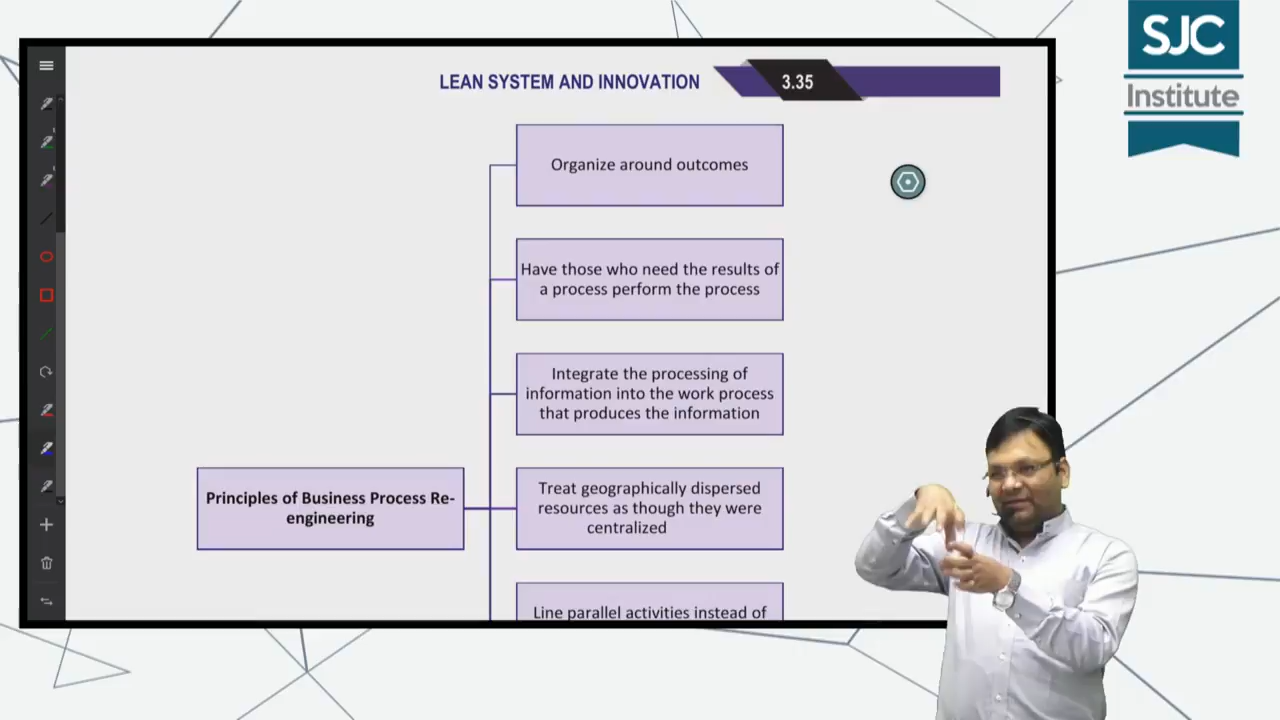 LEAN SYSTEM AND INNOVATION
3.35
SJC
Institute
Organize around outcomes
Have those who need the results of
a process perform the process
Integrate the processing of
information into the work process
that produces the information
Principles of Business Process Re-
engineering
Treat geographically dispersed
resources as though they were
centralized
Line parallel activities instead of